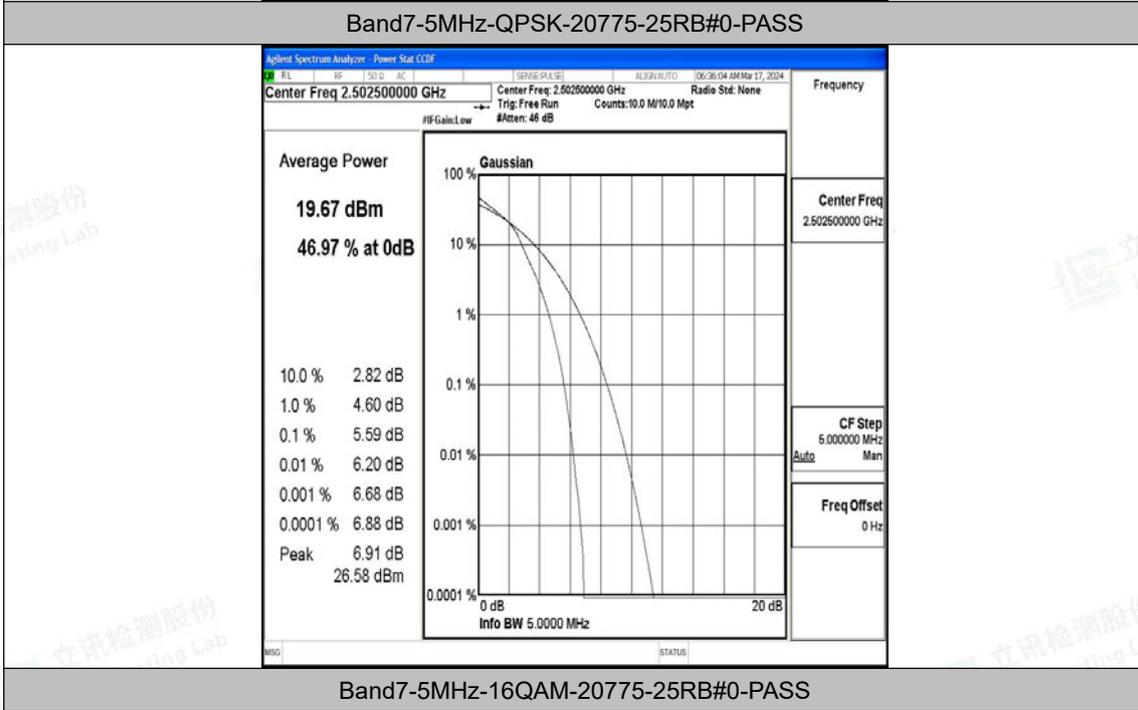 Band7-5MHz-QPSK-20775-25RB#0-PASS
Agilent Spectrum Analyzer - Power Stat CCDF
RL RF 50 Ω AC SENSE:PULSE ALIGN AUTO 06:36:04 AM Mar 17, 2024
Center Freq 2.502500000 GHz
Center Freq: 2.502500000 GHz Radio Std: None
Trig: Free Run Counts:10.0 M/10.0 Mpt
#IFGain:Low #Atten: 46 dB
Frequency
Average Power
19.67 dBm
46.97 % at 0dB
10.0 % 2.82 dB
1.0 % 4.60 dB
0.1 % 5.59 dB
0.01 % 6.20 dB
0.001 % 6.68 dB
0.0001 % 6.88 dB
Peak 6.91 dB
26.58 dBm
Gaussian
100 %
10 %
1 %
0.1 %
0.01 %
0.001 %
0.0001 %
0 dB 20 dB
Info BW 5.0000 MHz
Center Freq
2.502500000 GHz
CF Step
5.000000 MHz
Auto Man
Freq Offset
0 Hz
MSG STATUS
立讯检测股份
Band7-5MHz-16QAM-20775-25RB#0-PASS